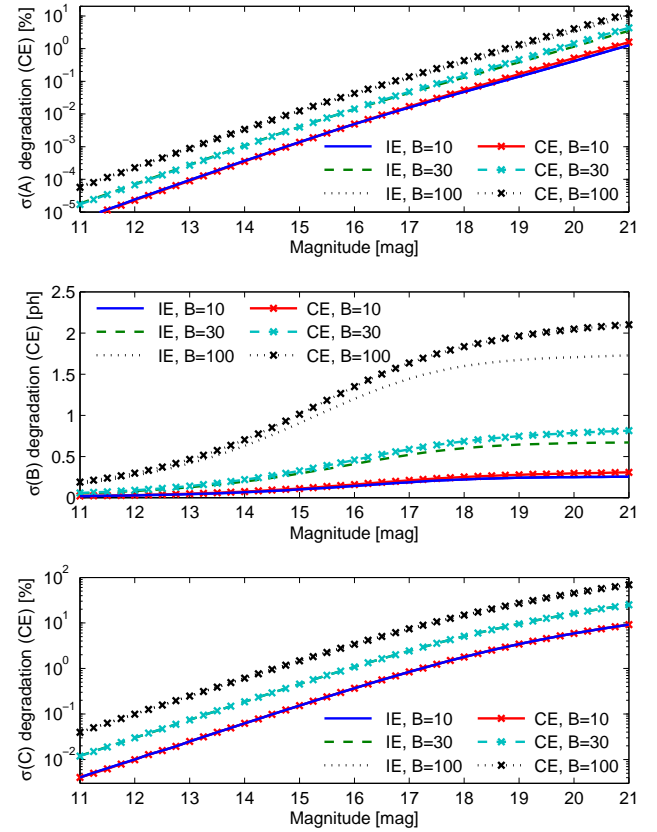 σ(A) degradation (CE) [%]
10¹
10⁰
10⁻¹
10⁻²
10⁻³
10⁻⁴
10⁻⁵
IE, B=10
IE, B=30
IE, B=100
CE, B=10
CE, B=30
CE, B=100
11 12 13 14 15 16 17 18 19 20 21
Magnitude [mag]
σ(B) degradation (CE) [ph]
2.5
2
1.5
1
0.5
0
IE, B=10
IE, B=30
IE, B=100
CE, B=10
CE, B=30
CE, B=100
11 12 13 14 15 16 17 18 19 20 21
Magnitude [mag]
σ(C) degradation (CE) [%]
10²
10¹
10⁰
10⁻²
IE, B=10
IE, B=30
IE, B=100
CE, B=10
CE, B=30
CE, B=100
11 12 13 14 15 16 17 18 19 20 21
Magnitude [mag]